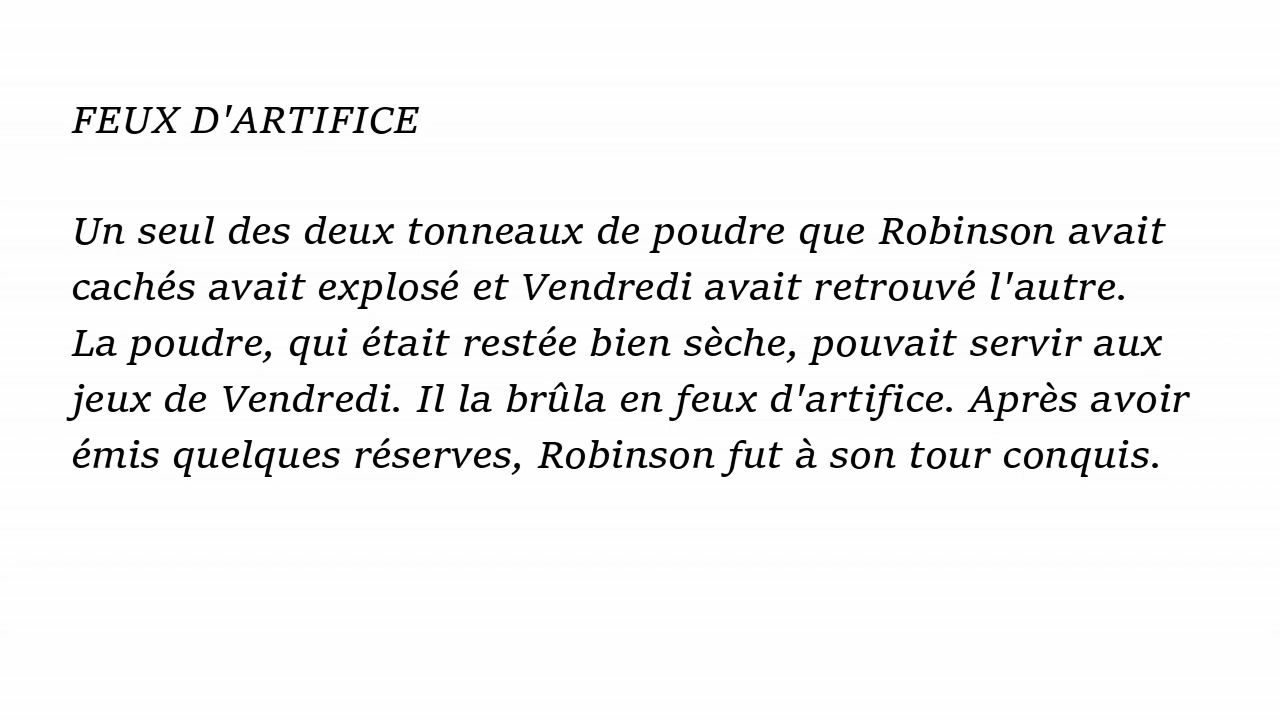 FEUX D'ARTIFICE
Un seul des deux tonneaux de poudre que Robinson avait
cachés avait explosé et Vendredi avait retrouvé l'autre.
La poudre, qui était restée bien sèche, pouvait servir aux
jeux de Vendredi. Il la brûla en feux d'artifice. Après avoir
émis quelques réserves, Robinson fut à son tour conquis.